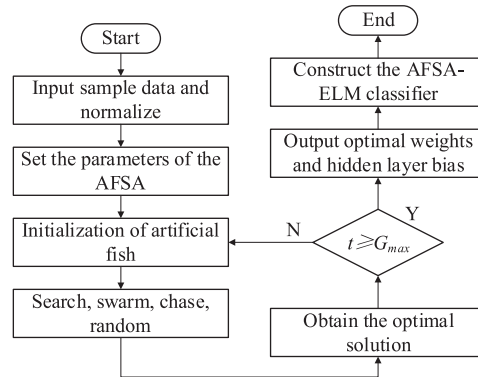 Start
Input sample data and
normalize
Set the parameters of the
AFSA
Initialization of artificial
fish
Search, swarm, chase,
random
Obtain the optimal
solution
t≥Gmax
N
Y
Output optimal weights
and hidden layer bias
Construct the AFSA-
ELM classifier
End